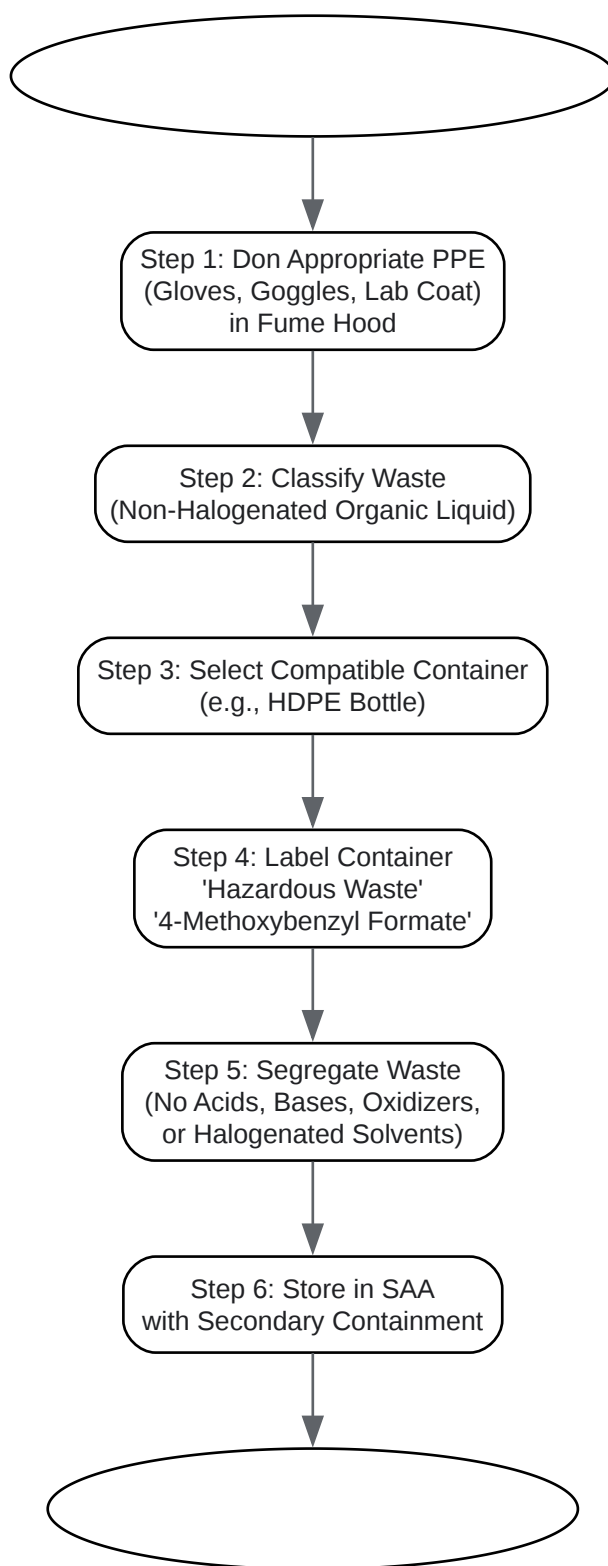 Step 1: Don Appropriate PPE
(Gloves, Goggles, Lab Coat)
in Fume Hood
Step 2: Classify Waste
(Non-Halogenated Organic Liquid)
Step 3: Select Compatible Container
(e.g., HDPE Bottle)
Step 4: Label Container
'Hazardous Waste'
'4-Methoxybenzyl Formate'
Step 5: Segregate Waste
(No Acids, Bases, Oxidizers,
or Halogenated Solvents)
Step 6: Store in SAA
with Secondary Containment